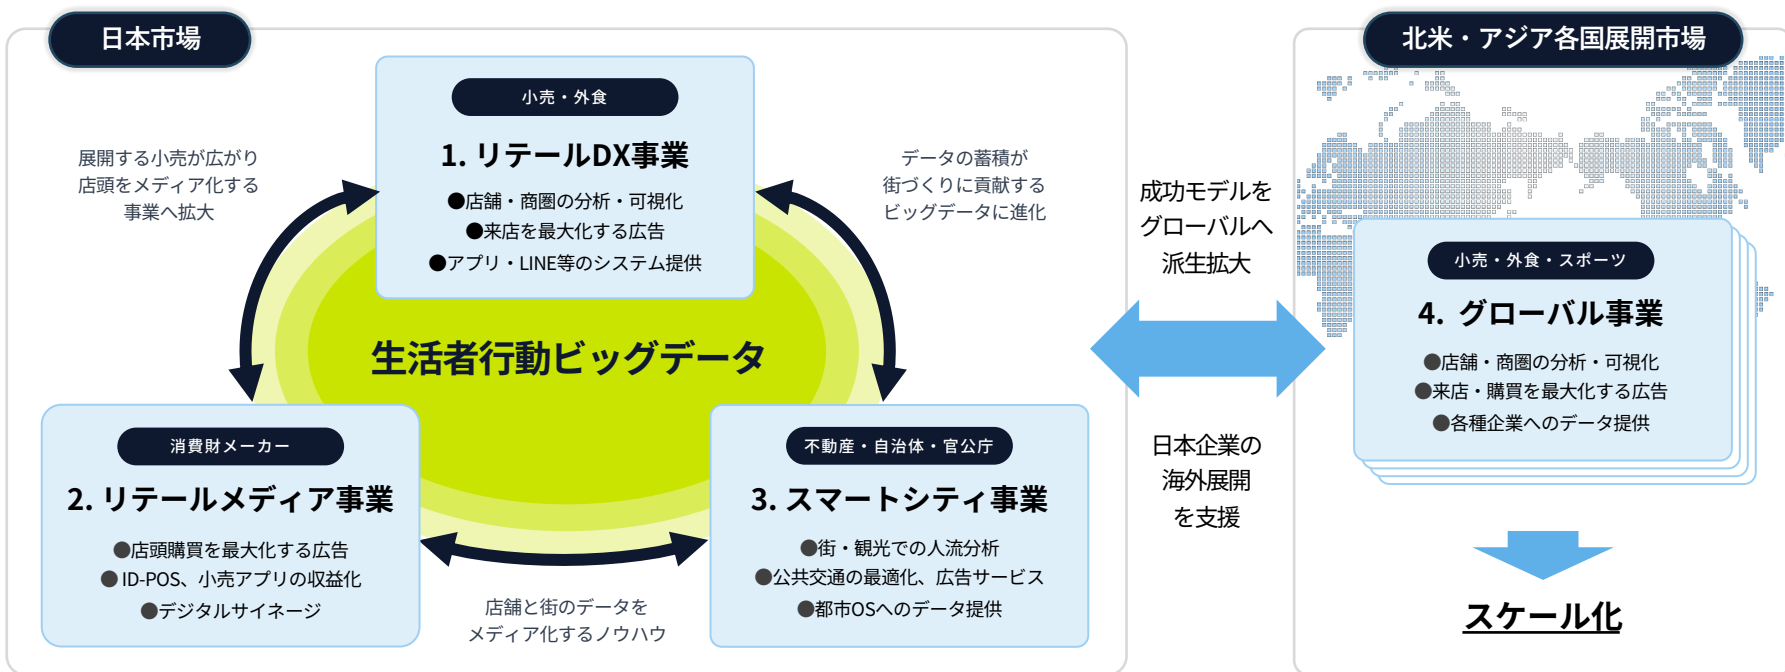 日本市場
小売・外食
1. リテールDX事業
●店舗・商圏の分析・可視化
●来店を最大化する広告
●アプリ・LINE等のシステム提供
展開する小売が広がり
店頭をメディア化する
事業へ拡大
データの蓄積が
街づくりに貢献する
ビッグデータに進化
生活者行動ビッグデータ
消費財メーカー
2. リテールメディア事業
●店頭購買を最大化する広告
●ID-POS、小売アプリの収益化
●デジタルサイネージ
店舗と街のデータを
メディア化するノウハウ
不動産・自治体・官公庁
3. スマートシティ事業
●街・観光での人流分析
●公共交通の最適化、広告サービス
●都市OSへのデータ提供
成功モデルを
グローバルへ
派生拡大
日本企業の
海外展開
を支援
北米・アジア各国展開市場
小売・外食・スポーツ
4. グローバル事業
●店舗・商圏の分析・可視化
●来店・購買を最大化する広告
●各種企業へのデータ提供
スケール化